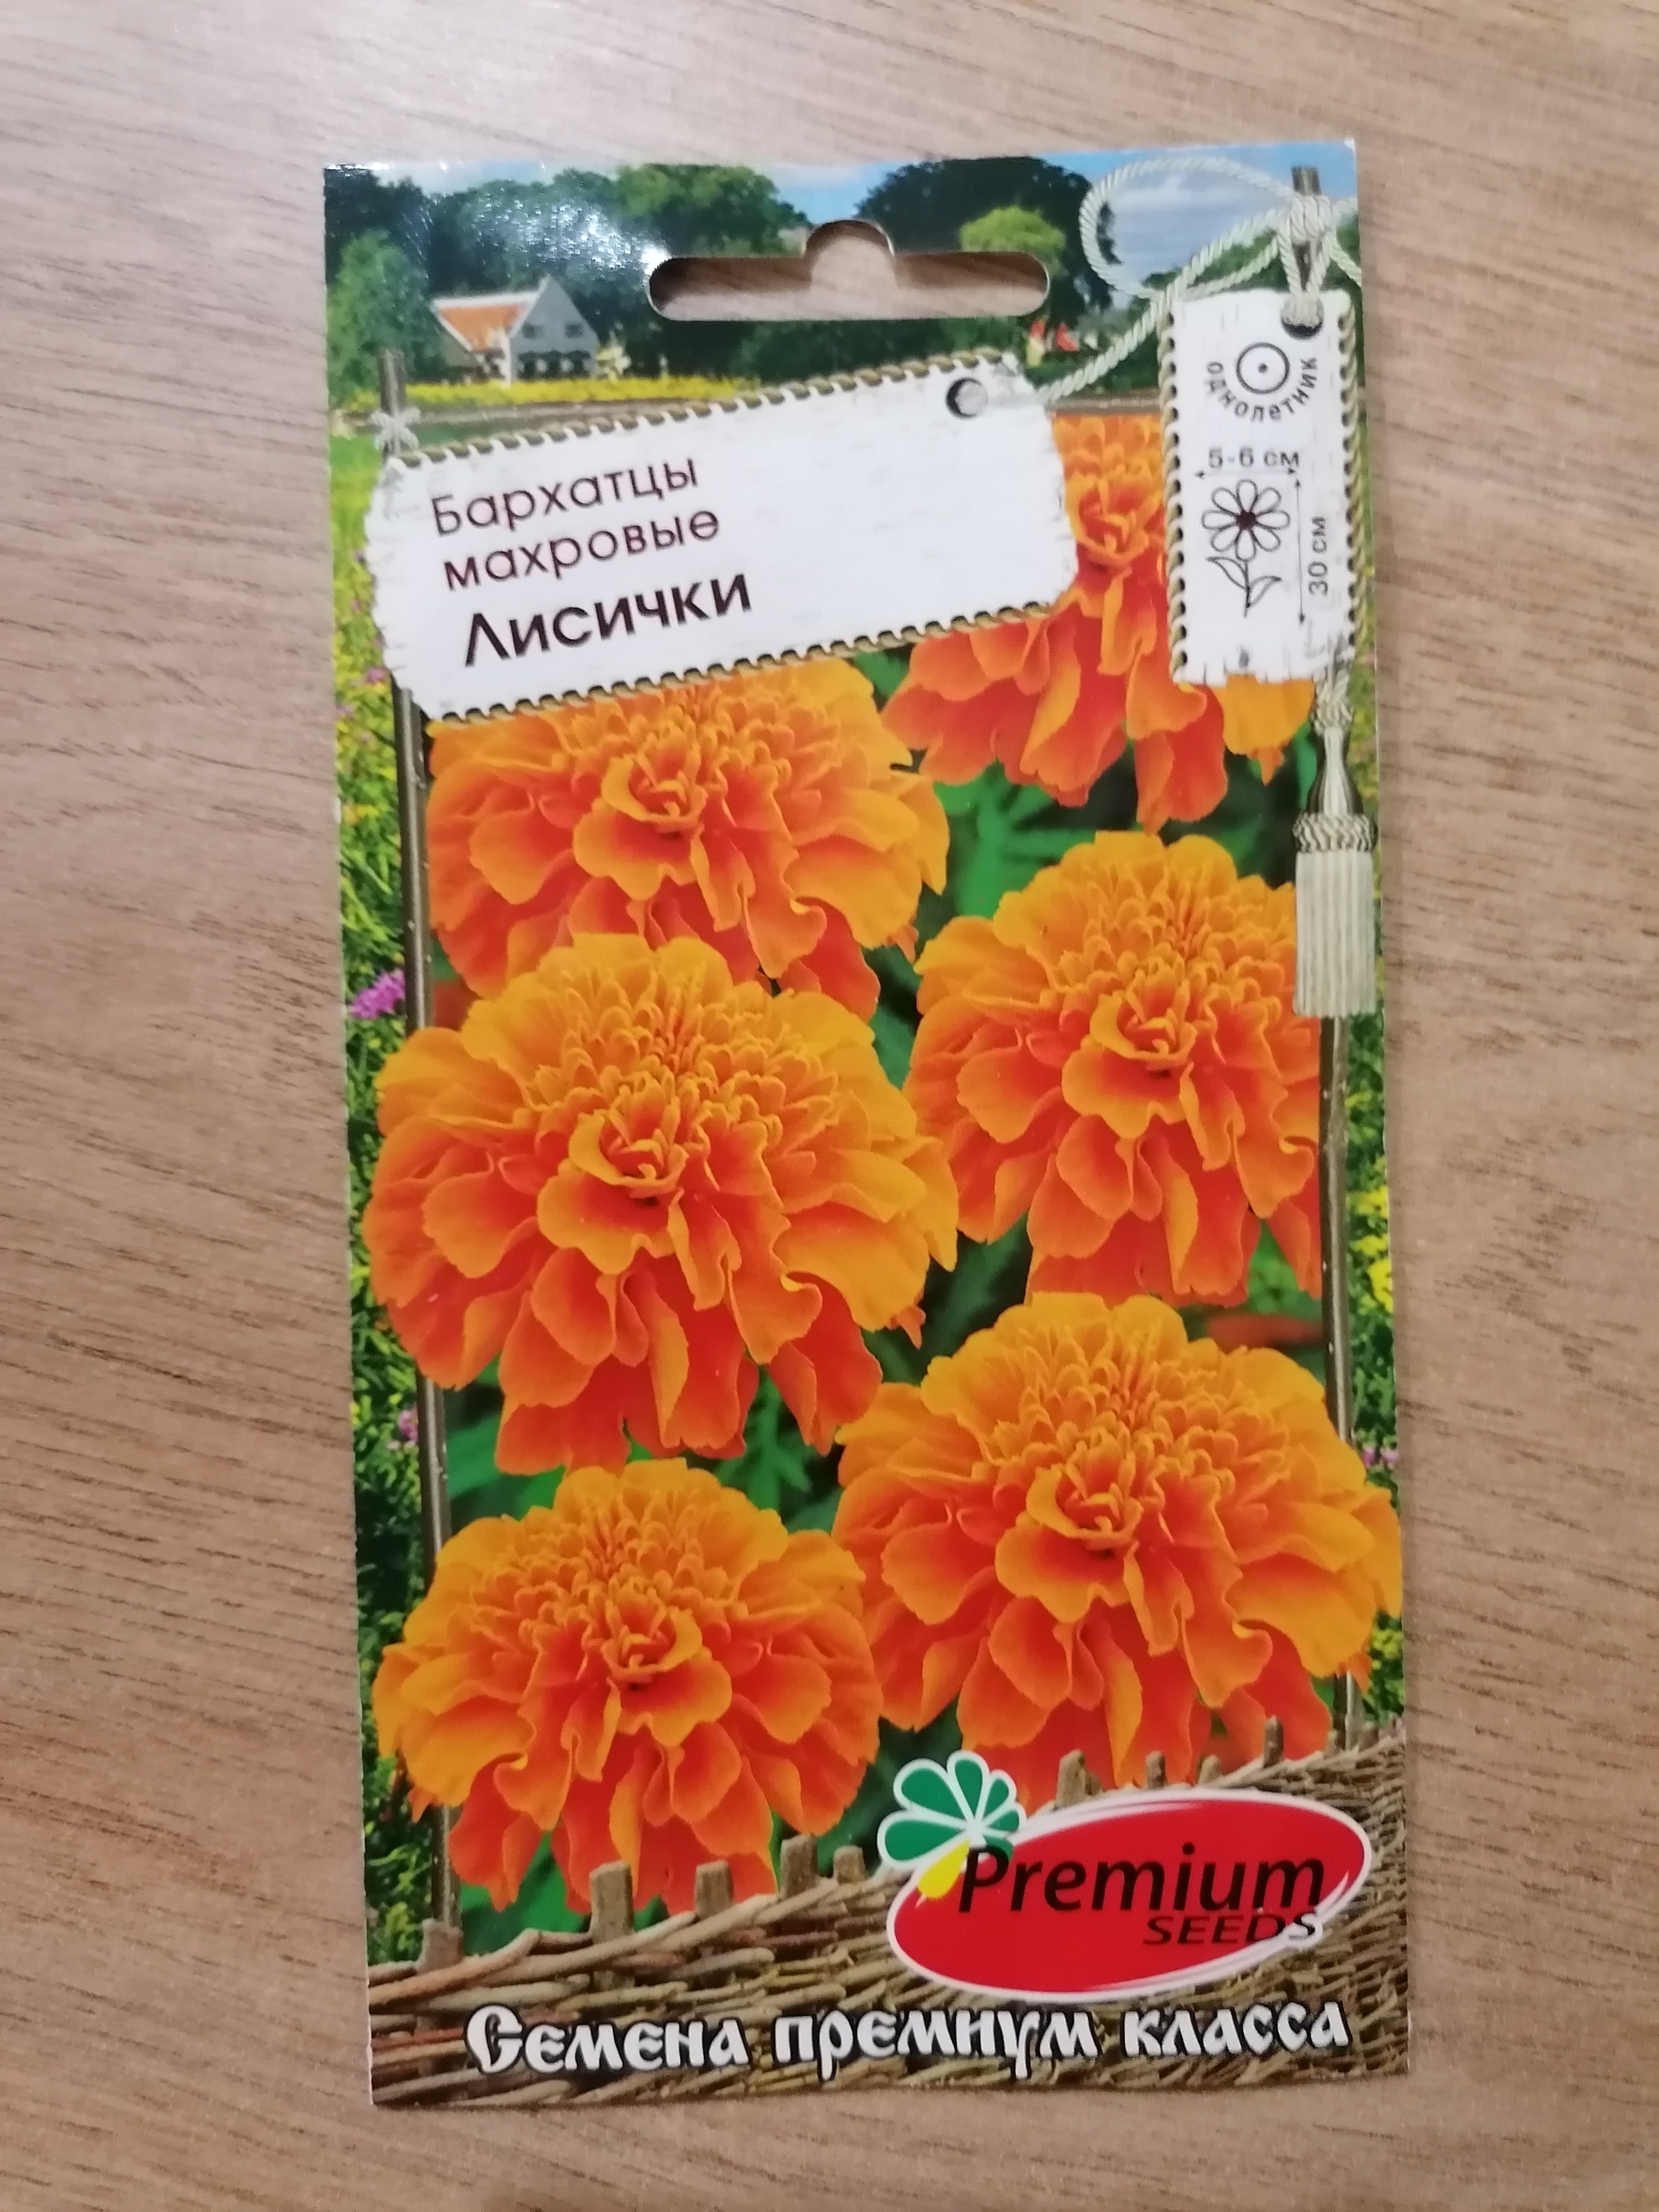 однолетник
5-6 см
30 см
Бархатцы
махровые
Лисички
Premium
SEEDS
Семена премиум класса